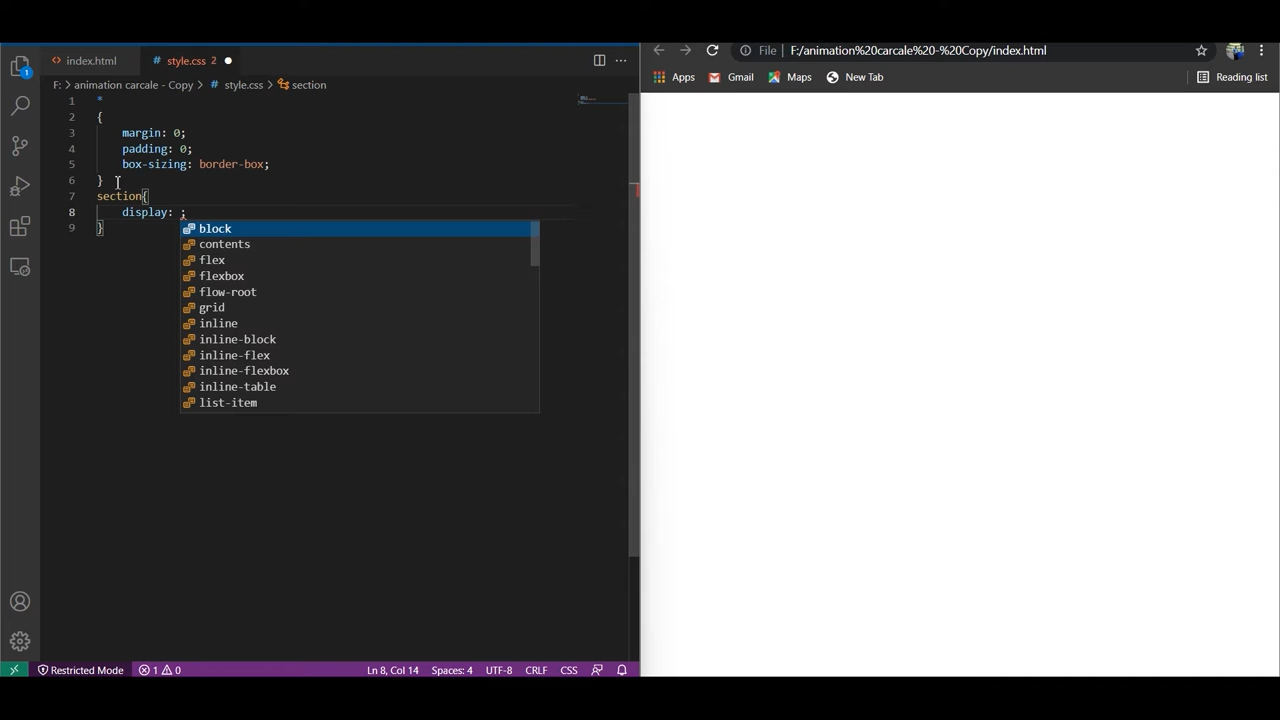 index.html
style.css 2
F: > animation carcale - Copy > # style.css > section
1 *
2 {
3 margin: 0;
4 padding: 0;
5 box-sizing: border-box;
6 }
7 section{
8 display: ;
9 }
block
contents
flex
flexbox
flow-root
grid
inline
inline-block
inline-flex
inline-flexbox
inline-table
list-item
1
Restricted Mode
1 0
Ln 8, Col 14
Spaces: 4
UTF-8
CRLF
CSS
File
F:/animation%20carcale%20-%20Copy/index.html
Apps
Gmail
Maps
New Tab
Reading list